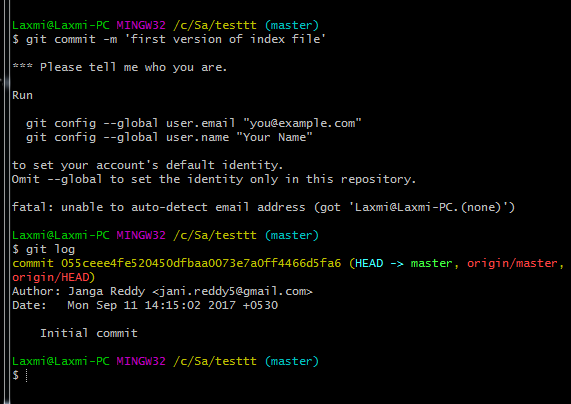 Laxmi@Laxmi-PC MINGW32 /c/Sa/testtt (master)
$ git commit -m 'first version of index file'
*** Please tell me who you are.
Run
git config --global user.email "you@example.com"
git config --global user.name "Your Name"
to set your account's default identity.
Omit --global to set the identity only in this repository.
fatal: unable to auto-detect email address (got 'Laxmi@Laxmi-PC.(none)')
Laxmi@Laxmi-PC MINGW32 /c/Sa/testtt (master)
$ git log
commit 055ceee4fe520450dfbaa0073e7a0ff4466d5fa6 (HEAD -> master, origin/master,
origin/HEAD)
Author: Janga Reddy <jani.reddy5@gmail.com>
Date:   Mon Sep 11 14:15:02 2017 +0530
Initial commit
Laxmi@Laxmi-PC MINGW32 /c/Sa/testtt (master)
$